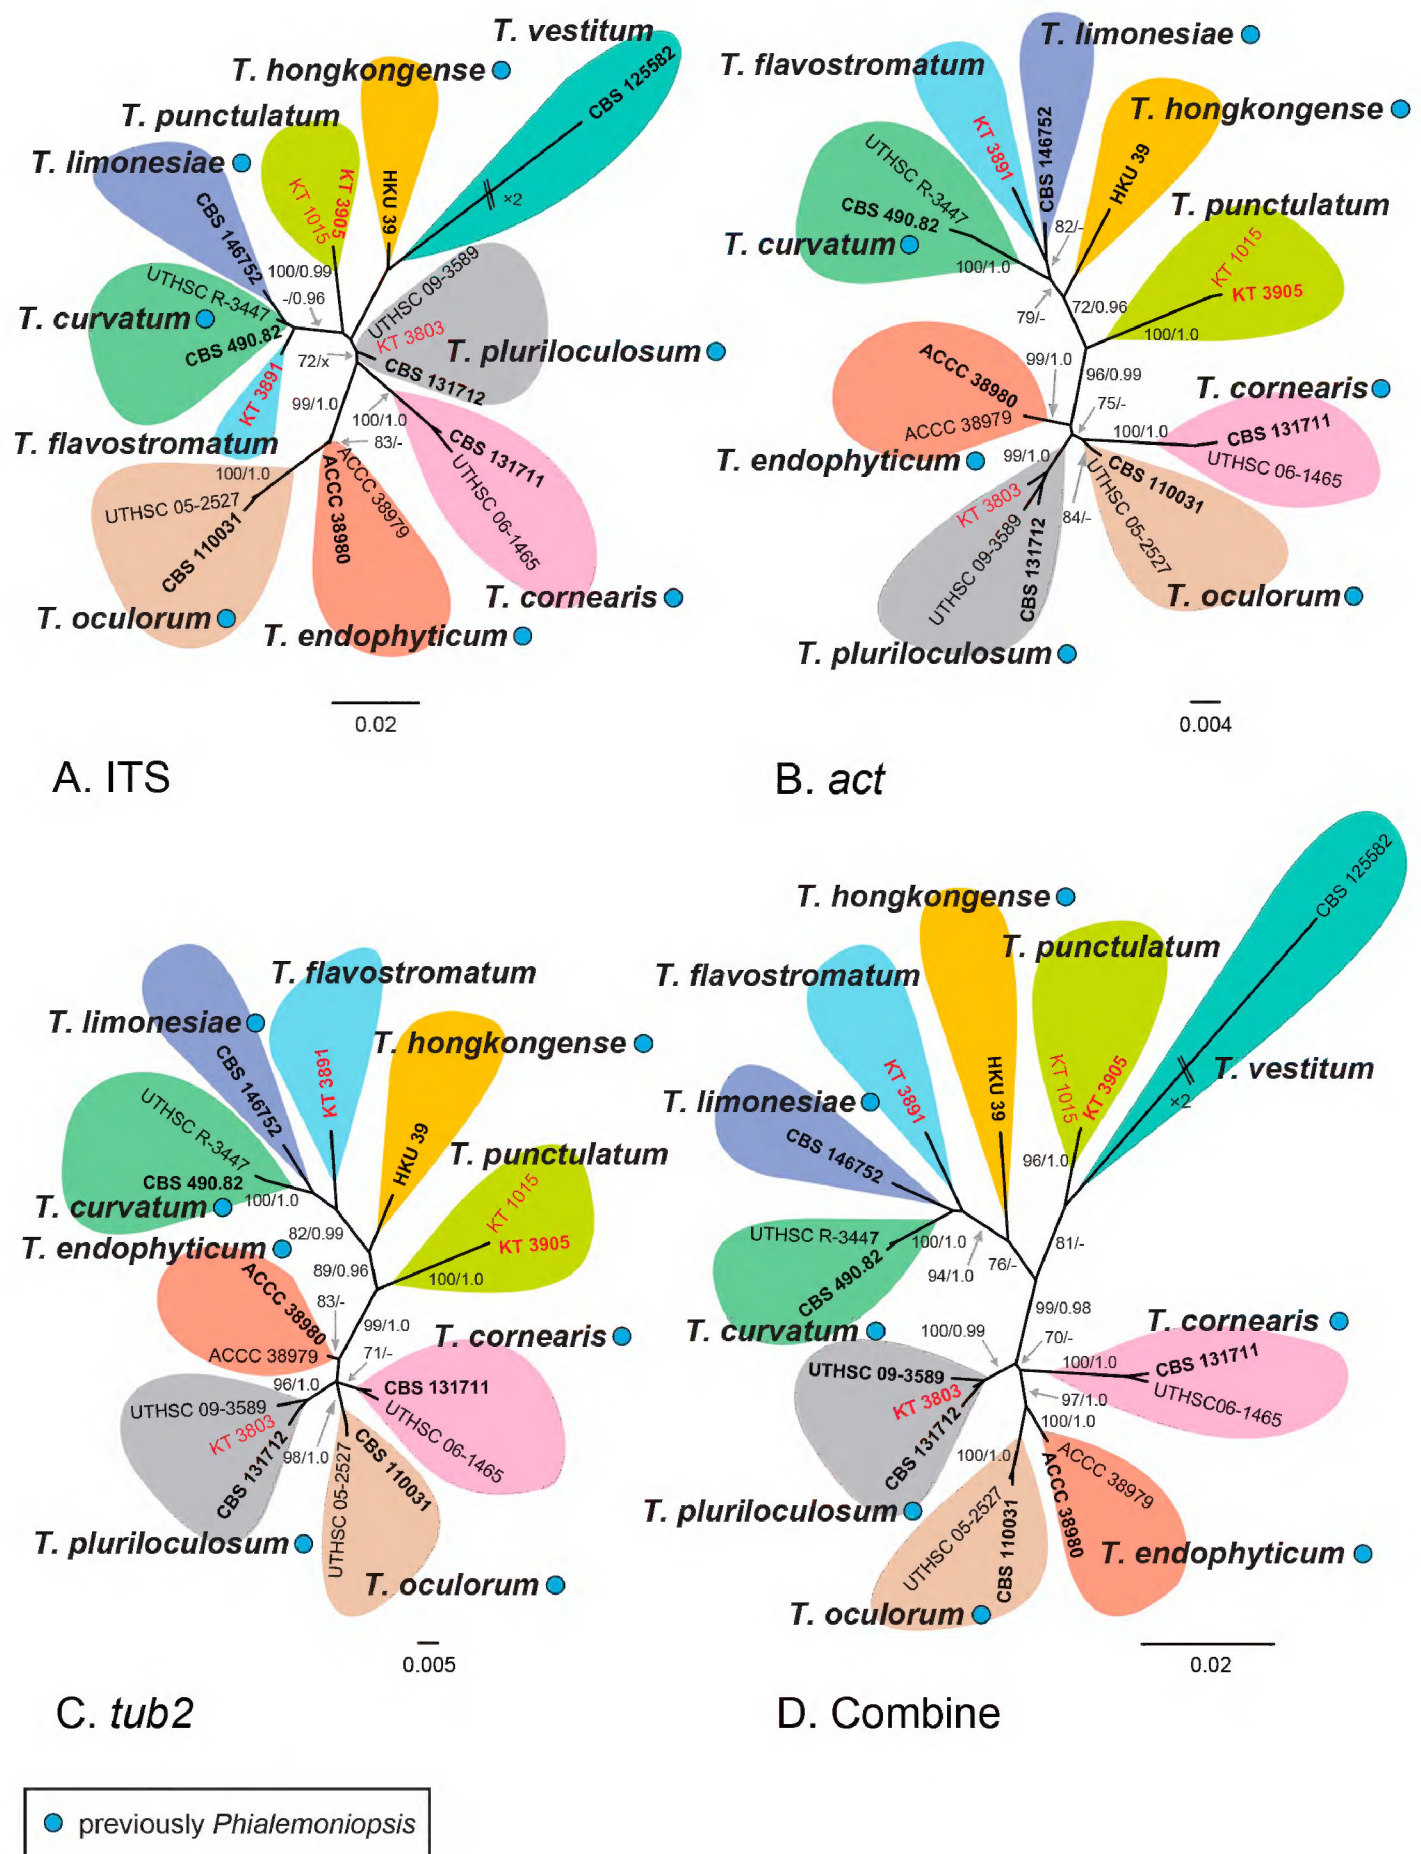 T. vestitum
CBS 125582
×2
T. hongkongense
HKU 39
T. punctulatum
KT 1015
KT 3905
100/0.99
T. limonesiae
CBS 146752
-/0.96
T. curvatum
UTHSC R-3447
CBS 490.82
T. flavostromatum
KT 3891
72/x
99/1.0
UTHSC 09-3589
KT 3803
CBS 131712
T. pluriloculosum
100/1.0
83/-
CBS 131711
UTHSC 06-1465
T. cornearis
ACCC 38979
ACCC 38980
T. endophyticum
100/1.0
UTHSC 05-2527
CBS 110031
T. oculorum
0.02
A. ITS
T. limonesiae
CBS 146752
T. flavostromatum
KT 3891
T. hongkongense
HKU 39
82/-
UTHSC R-3447
CBS 490.82
T. curvatum
100/1.0
79/-
72/0.96
T. punctulatum
KT 1015
KT 3905
100/1.0
99/1.0
96/0.99
75/-
ACCC 38980
ACCC 38979
T. endophyticum
T. cornearis
100/1.0
CBS 131711
UTHSC 06-1465
99/1.0
KT 3803
UTHSC 09-3589
CBS 131712
T. pluriloculosum
84/-
CBS 110031
UTHSC 05-2527
T. oculorum
0.004
B. act
T. flavostromatum
KT 3891
T. limonesiae
CBS 146752
T. hongkongense
HKU 39
UTHSC R-3447
CBS 490.82
T. curvatum
100/1.0
82/0.99
T. punctulatum
KT 1015
KT 3905
100/1.0
89/0.96
T. endophyticum
ACCC 38980
ACCC 38979
83/-
99/1.0
71/-
T. cornearis
CBS 131711
UTHSC 06-1465
96/1.0
UTHSC 09-3589
KT 3803
CBS 131712
T. pluriloculosum
98/1.0
UTHSC 05-2527
CBS 110031
T. oculorum
0.005
C. tub2
CBS 125582
T. vestitum
×2
T. hongkongense
HKU 39
T. punctulatum
KT 1015
KT 3905
96/1.0
T. flavostromatum
KT 3891
T. limonesiae
CBS 146752
UTHSC R-3447
CBS 490.82
T. curvatum
100/1.0
94/1.0
76/-
81/-
99/0.98
70/-
100/0.99
T. cornearis
100/1.0
CBS 131711
UTHSC06-1465
UTHSC 09-3589
KT 3803
CBS 131712
T. pluriloculosum
97/1.0
100/1.0
ACCC 38979
ACCC 38980
T. endophyticum
100/1.0
UTHSC 05-2527
CBS 110031
T. oculorum
0.02
D. Combine
previously Phialemoniopsis